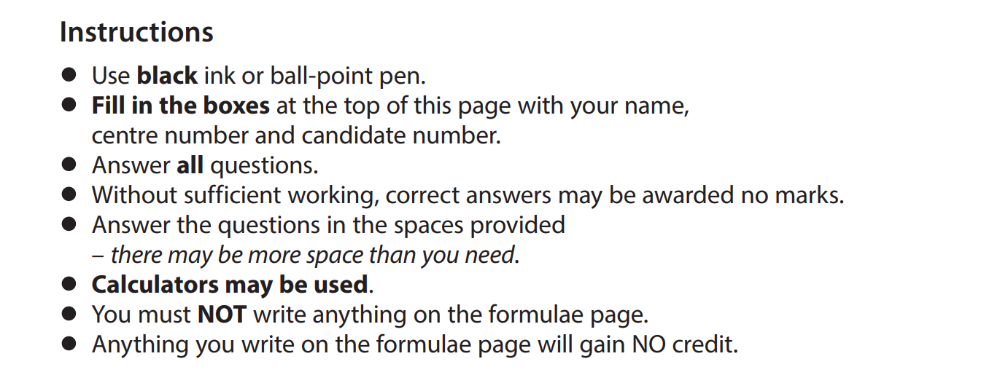 Instructions
● Use black ink or ball-point pen.
● Fill in the boxes at the top of this page with your name,
centre number and candidate number.
● Answer all questions.
● Without sufficient working, correct answers may be awarded no marks.
● Answer the questions in the spaces provided
– there may be more space than you need.
● Calculators may be used.
● You must NOT write anything on the formulae page.
● Anything you write on the formulae page will gain NO credit.